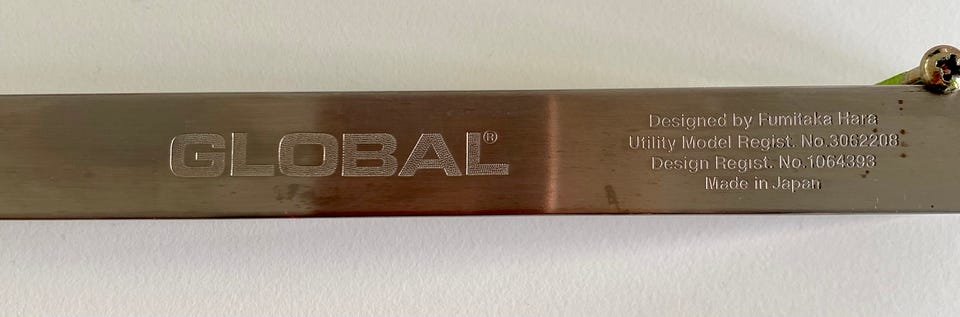 GLOBAL®
Designed by Fumitaka Hara
Utility Model Regist. No.3062208
Design Regist. No.1064393
Made in Japan